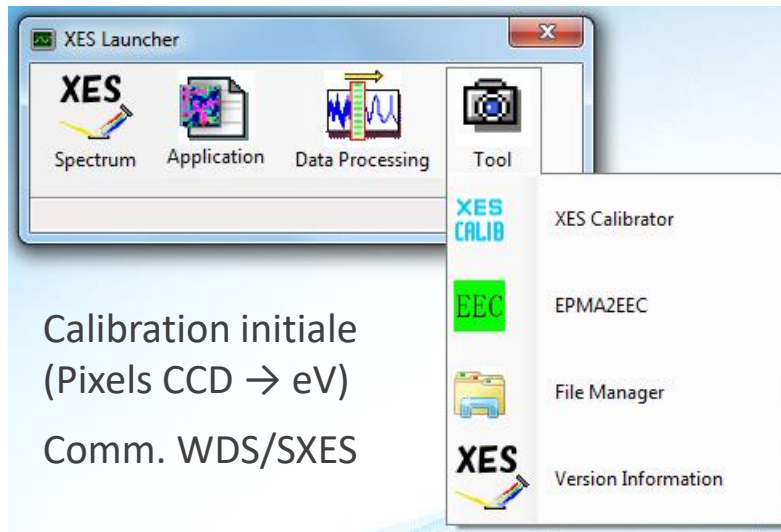 XES Launcher
XES
Spectrum
Application
Data Processing
Tool
XES
CALIB
XES Calibrator
EEC
EPMA2EEC
File Manager
XES
Version Information
Calibration initiale
(Pixels CCD → eV)
Comm. WDS/SXES